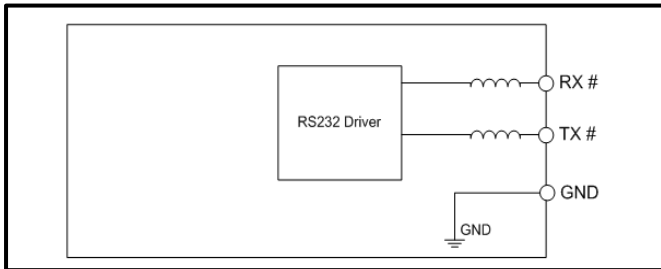 RX #
RS232 Driver
TX #
GND
GND